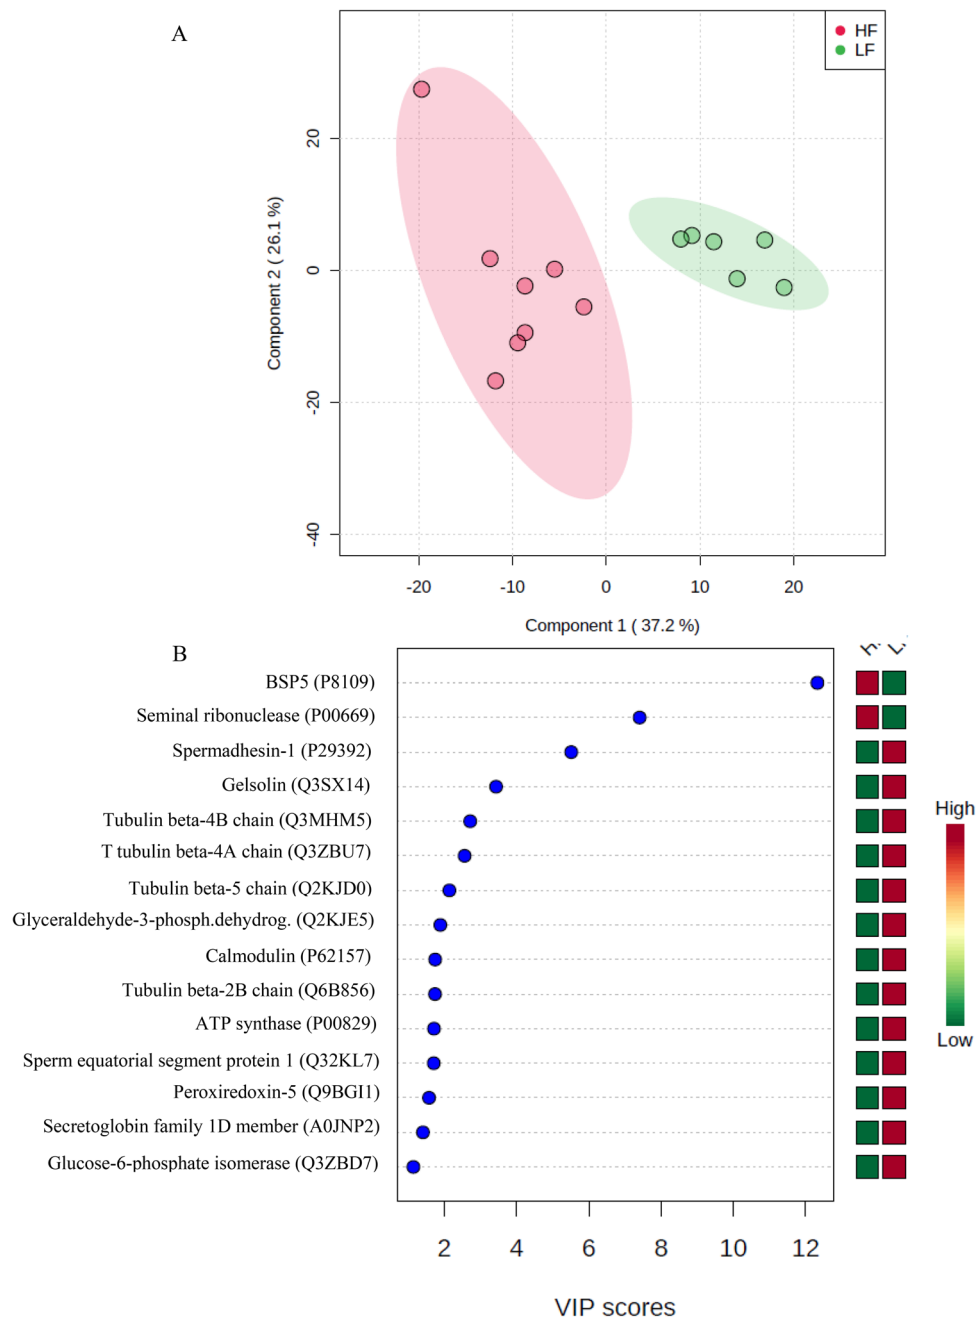 A
HF
LF
20
0
-20
-40
Component 2 ( 26.1 %)
-20 -10 0 10 20
Component 1 ( 37.2 %)
B
BSP5 (P8109)
Seminal ribonuclease (P00669)
Spermadhesin-1 (P29392)
Gelsolin (Q3SX14)
Tubulin beta-4B chain (Q3MHM5)
T tubulin beta-4A chain (Q3ZBU7)
Tubulin beta-5 chain (Q2KJD0)
Glyceraldehyde-3-phosph.dehydrog. (Q2KJE5)
Calmodulin (P62157)
Tubulin beta-2B chain (Q6B856)
ATP synthase (P00829)
Sperm equatorial segment protein 1 (Q32KL7)
Peroxiredoxin-5 (Q9BGI1)
Secretoglobin family 1D member (A0JNP2)
Glucose-6-phosphate isomerase (Q3ZBD7)
High
Low
2 4 6 8 10 12
VIP scores